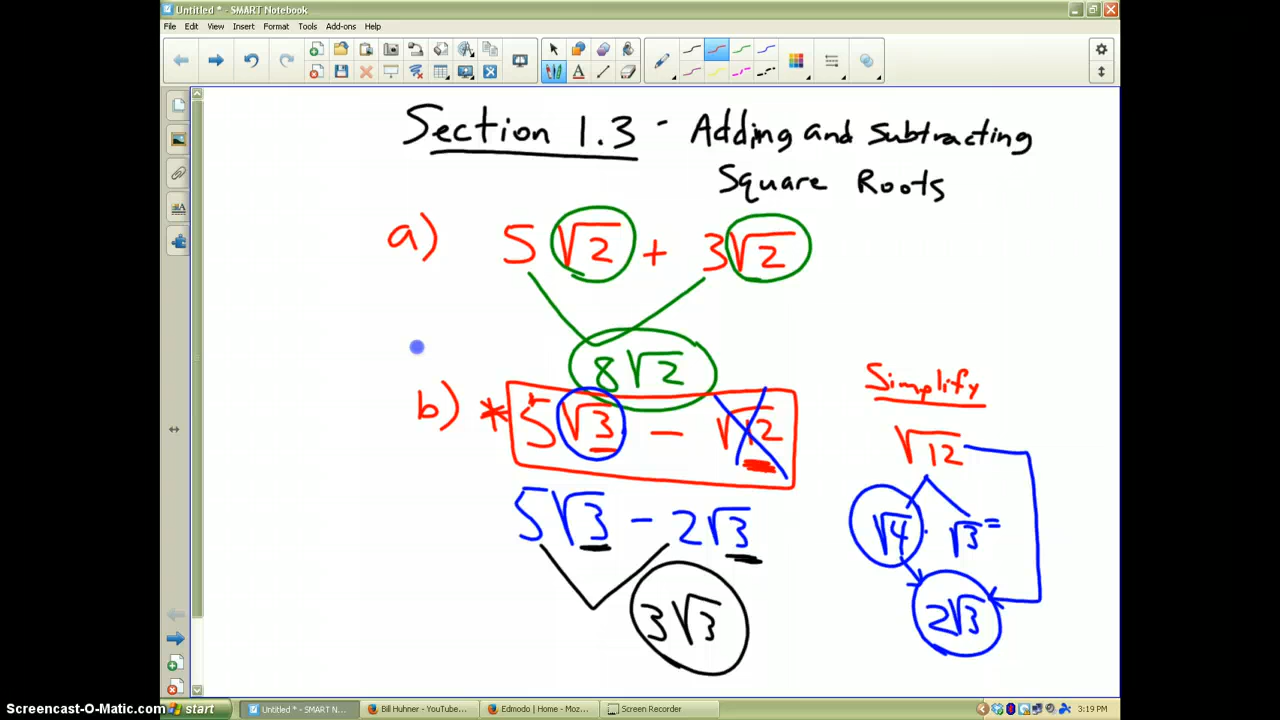 Untitled * - SMART Notebook
File Edit View Insert Format Tools Add-ons Help
Section 1.3 - Adding and Subtracting
Square Roots
a) 5√2 + 3√2
8√2
b) * 5√3 - √12
5√3 - 2√3
3√3
Simplify
√12
√4 · √3 =
2√3
Screencast-O-Matic.com
start
Untitled * - SMART N...
Bill Huhner - YouTube...
Edmodo | Home - Moz...
Screen Recorder
3:19 PM